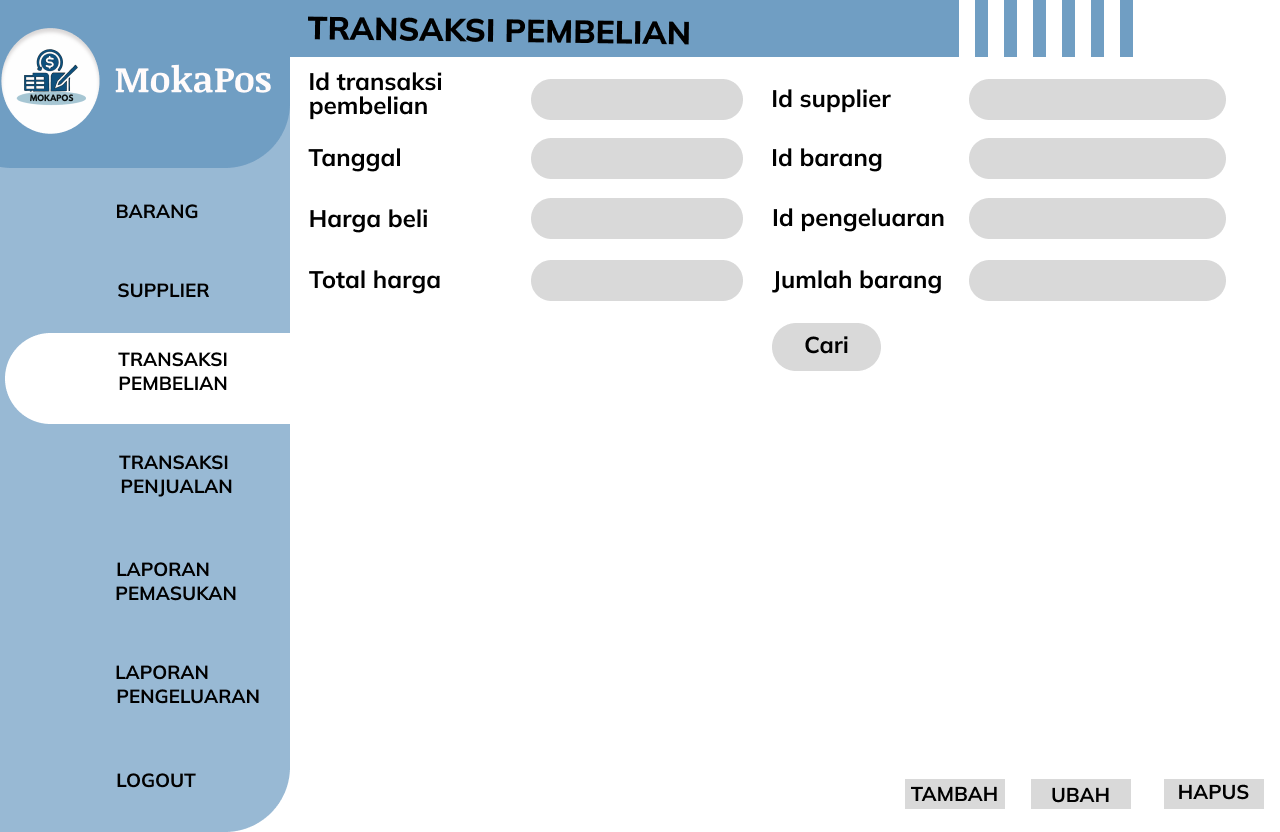 MOKAPOS
MokaPos
BARANG
SUPPLIER
TRANSAKSI
PEMBELIAN
TRANSAKSI
PENJUALAN
LAPORAN
PEMASUKAN
LAPORAN
PENGELUARAN
LOGOUT
TRANSAKSI PEMBELIAN
Id transaksi
pembelian
Tanggal
Harga beli
Total harga
Id supplier
Id barang
Id pengeluaran
Jumlah barang
Cari
TAMBAH
UBAH
HAPUS